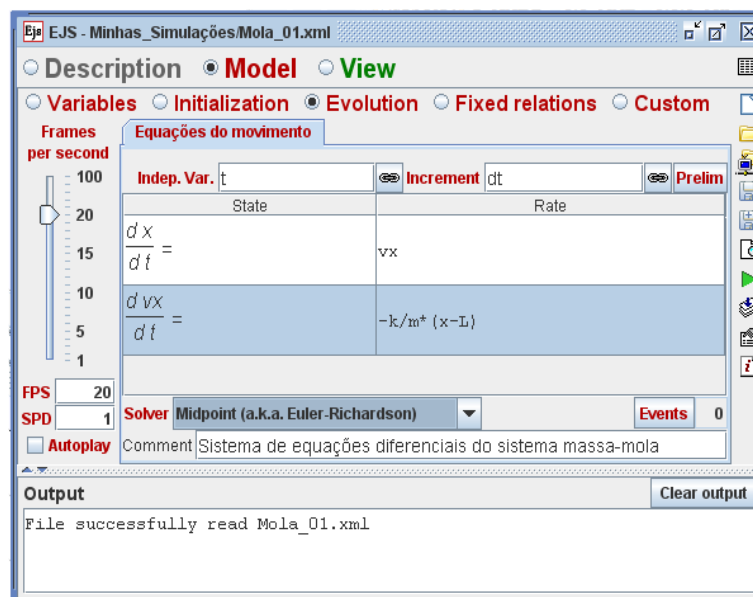 EJS - Minhas_Simulações/Mola_01.xml
Description Model View
Variables Initialization Evolution Fixed relations Custom
Frames per second
100
20
15
10
5
1
FPS 20
SPD 1
Autoplay
Equações do movimento
Indep. Var. t Increment dt Prelim
State Rate
d x
d t =
vx
d vx
d t =
-k/m* (x-L)
Solver Midpoint (a.k.a. Euler-Richardson) Events 0
Comment Sistema de equações diferenciais do sistema massa-mola
Output Clear output
File successfully read Mola_01.xml